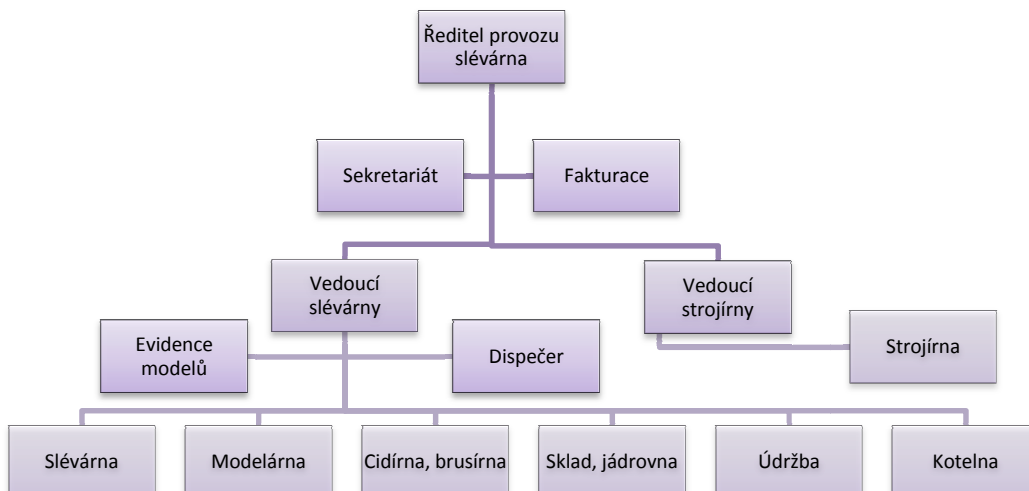 Ředitel provozu
slévárna
Sekretariát
Fakturace
Vedoucí
slévárny
Vedoucí
strojírny
Evidence
modelů
Dispečer
Strojírna
Slévárna
Modelárna
Cidírna, brusírna
Sklad, jádrovna
Údržba
Kotelna